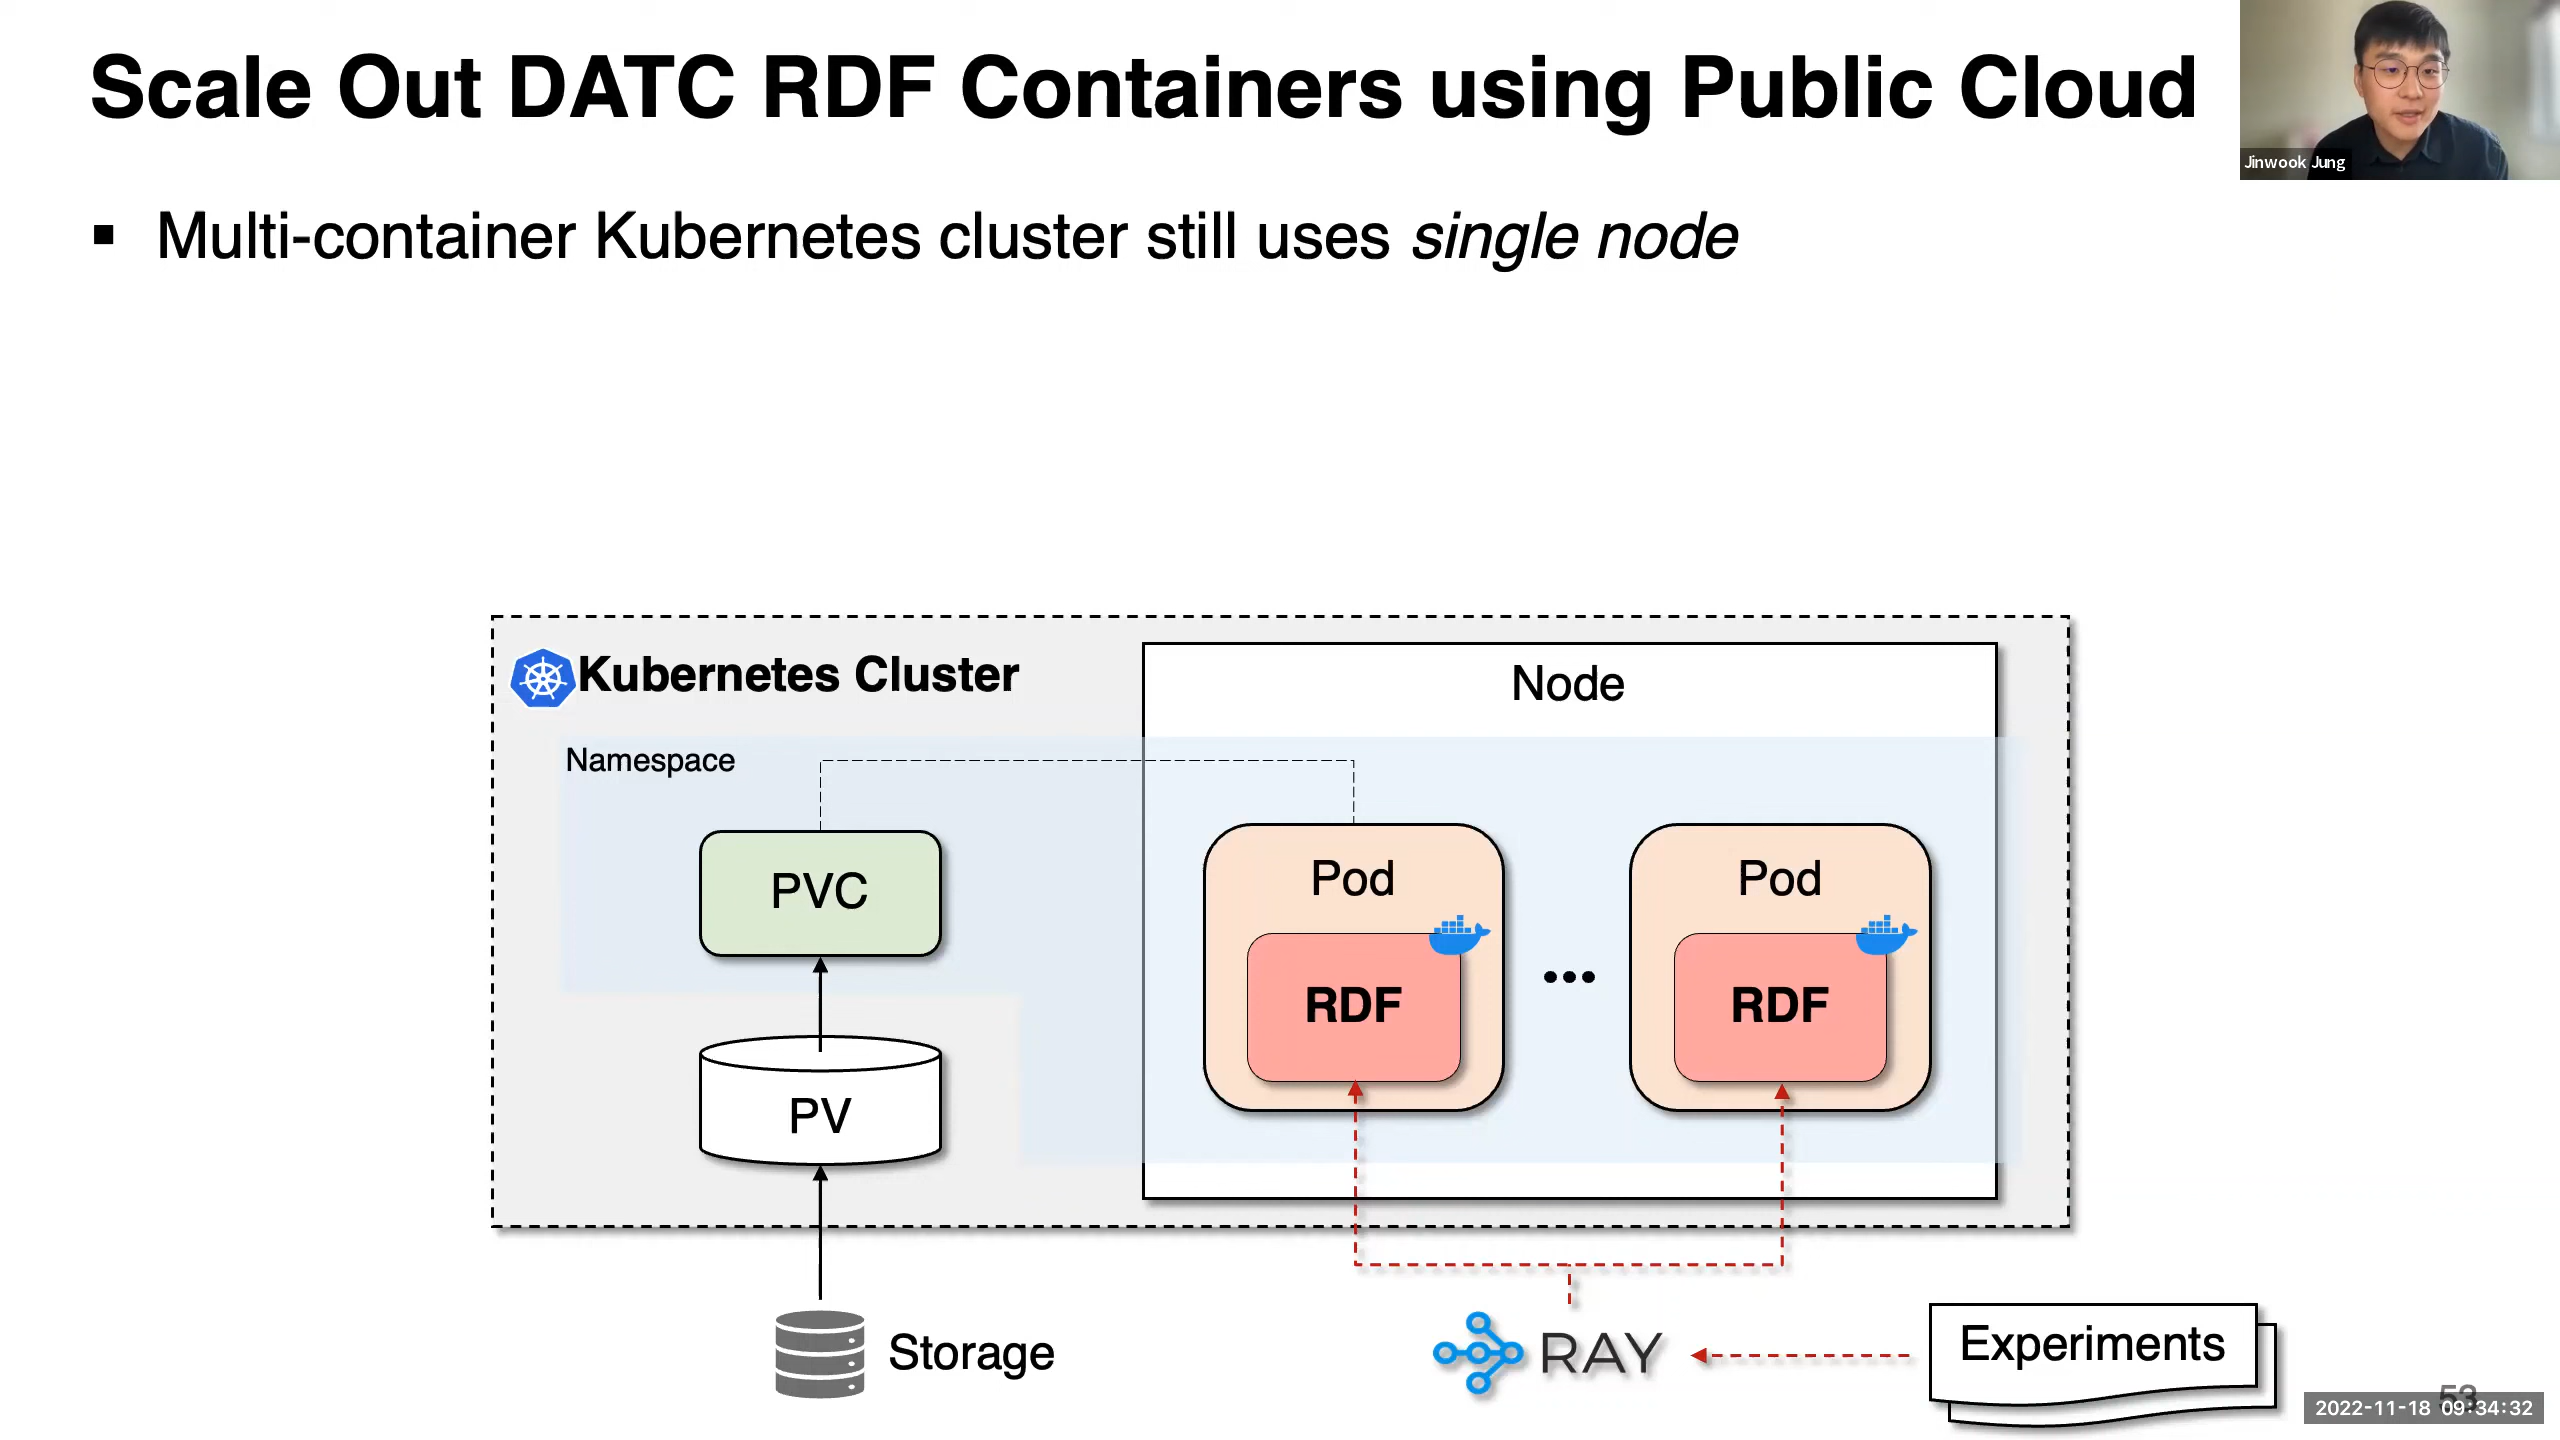 Scale Out DATC RDF Containers using Public Cloud
Jinwook Jung
▪ Multi-container Kubernetes cluster still uses single node
Kubernetes Cluster
Node
Namespace
PVC
Pod
Pod
RDF
...
RDF
PV
Storage
RAY
Experiments
53
2022-11-18 09:34:32